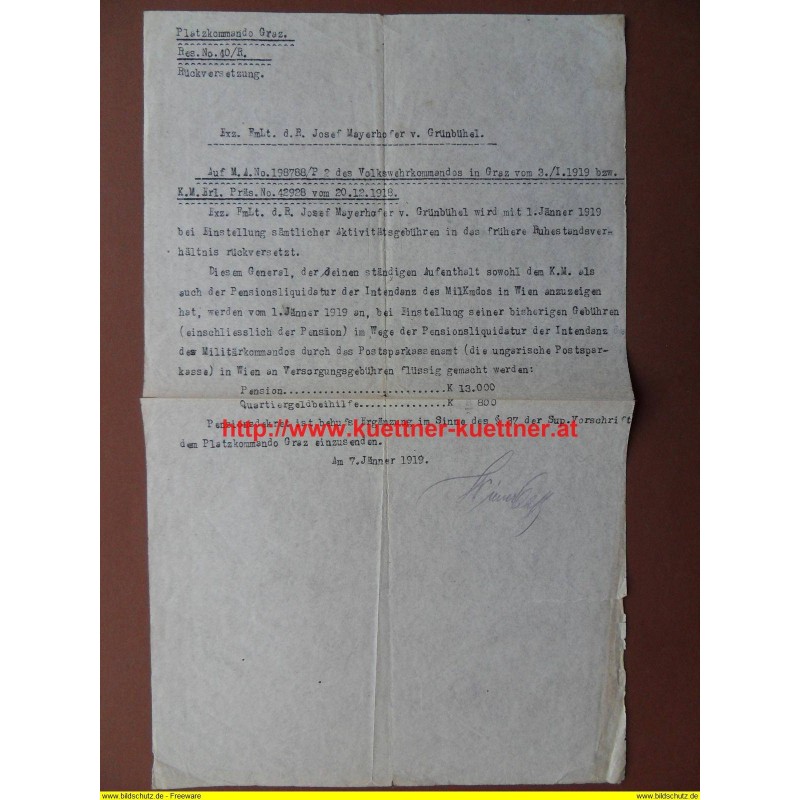 Platzkommando Graz.
Res.No.40/R.
Rückversetzung.
Exz. FmLt. d.R. Josef Mayerhofer v. Grünbühel.
Auf M.A.No.198788/P 2 des Volkswehrkommandos in Graz vom 3./I.1919 bzw.
K.M.Erl. Präs.No.42928 vom 20.12.1918.
Exz. FmLt. d.R. Josef Mayerhofer v. Grünbühel wird mit 1.Jänner 1919
bei Einstellung sämtlicher Aktivitätsgebühren in das frühere Ruhestandsver-
hältnis rückversetzt.
Diesem General, der seinen ständigen Aufenthalt sowohl dem K.M. als
auch der Pensionsliquidatur der Intendanz des MilKmdos in Wien anzuzeigen
hat, werden vom 1.Jänner 1919 an, bei Einstellung seiner bisherigen Gebühren
(einschliesslich der Pension) im Wege der Pensionsliquidatur der Intendanz
des Militärkommandos durch das Postsparkassenamt (die ungarische Postspar-
kasse) in Wien an Versorgungsgebühren flüssig gemacht werden:
Pension..........................K 13.000
Quartiergeldbeihilfe.............K 800
Pensionsdekret ist behufs Ergänzung im Sinne des § 37 der Sup.Vorschrift
http://www.kuettner-kuettner.at
dem Platzkommando Graz einzusenden.
Am 7.Jänner 1919.
www.bildschutz.de - Freeware
www.bildschutz.de